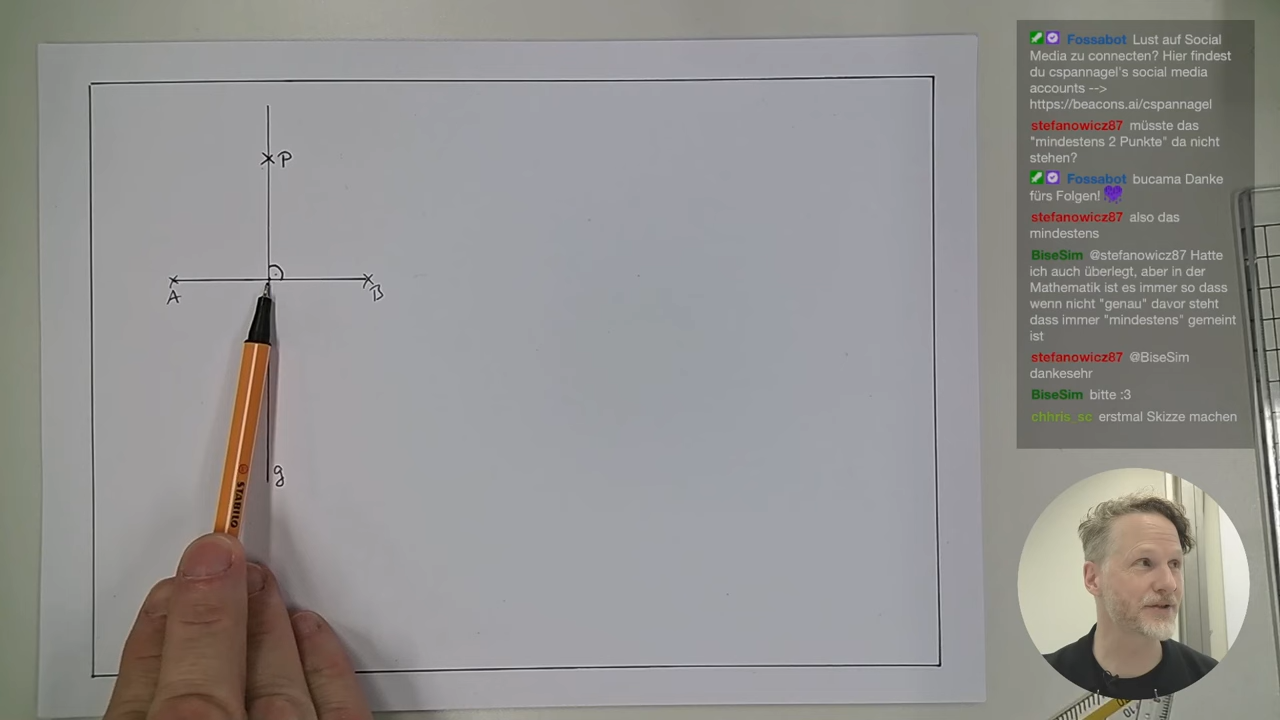 P
A
B
g
STABILO
Fossabot Lust auf Social
Media zu connecten? Hier findest
du cspannagel's social media
accounts -->
https://beacons.ai/cspannagel
stefanowicz87 müsste das
"mindestens 2 Punkte" da nicht
stehen?
Fossabot bucama Danke
fürs Folgen!
stefanowicz87 also das
mindestens
BiseSim @stefanowicz87 Hatte
ich auch überlegt, aber in der
Mathematik ist es immer so dass
wenn nicht "genau" davor steht
dass immer "mindestens" gemeint
ist
stefanowicz87 @BiseSim
dankesehr
BiseSim bitte :3
chhris_sc erstmal Skizze machen
10